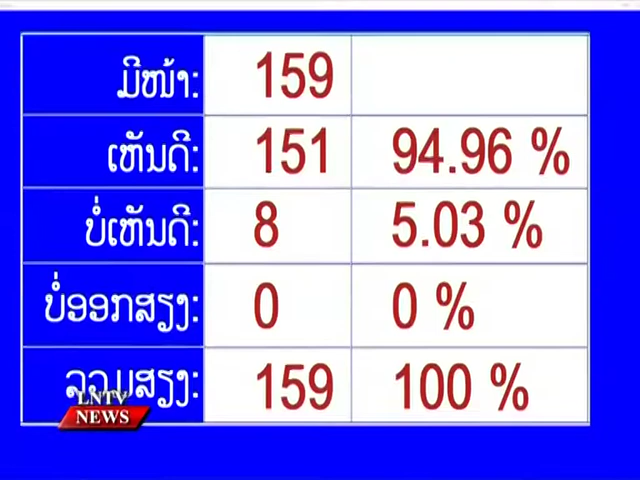 ມີໜ້າ: 159
ເຫັນດີ: 151 94.96 %
ບໍ່ເຫັນດີ: 8 5.03 %
ບໍ່ອອກສຽງ: 0 0 %
ລວມສຽງ: 159 100 %
LNTV
NEWS